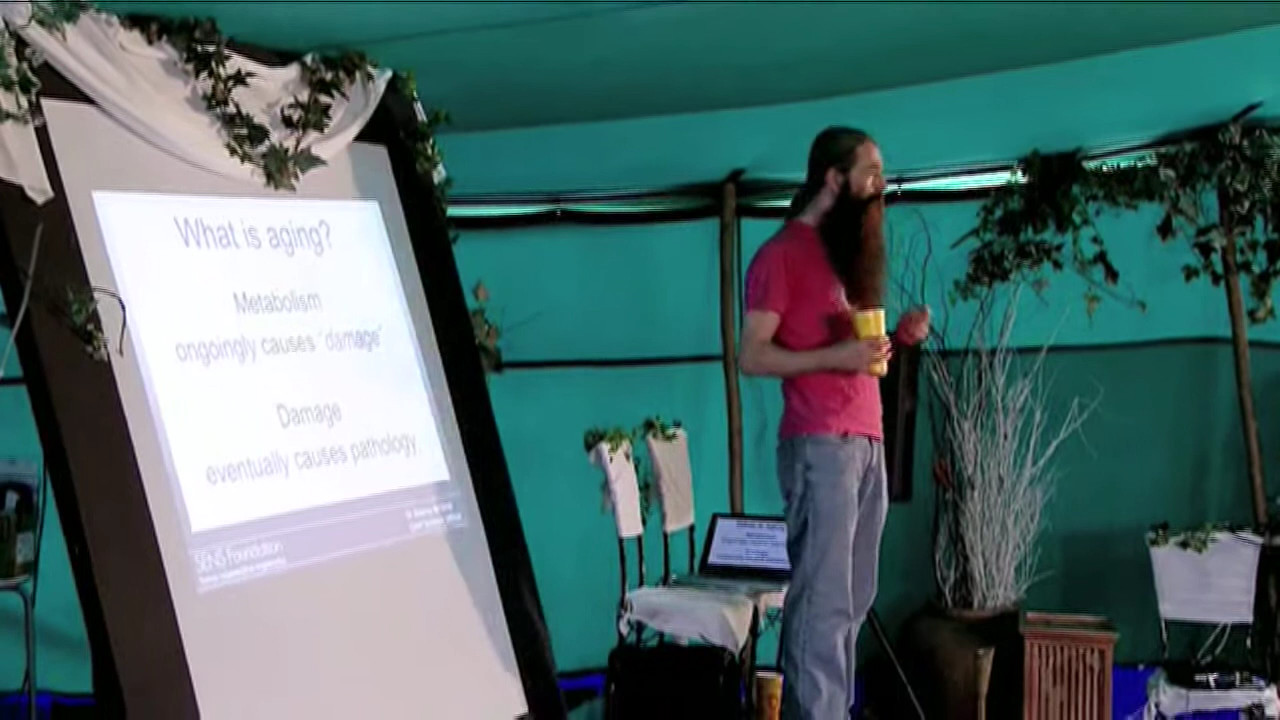 What is aging?
Metabolism
ongoingly causes 'damage'
Damage
eventually causes pathology
SENS Foundation